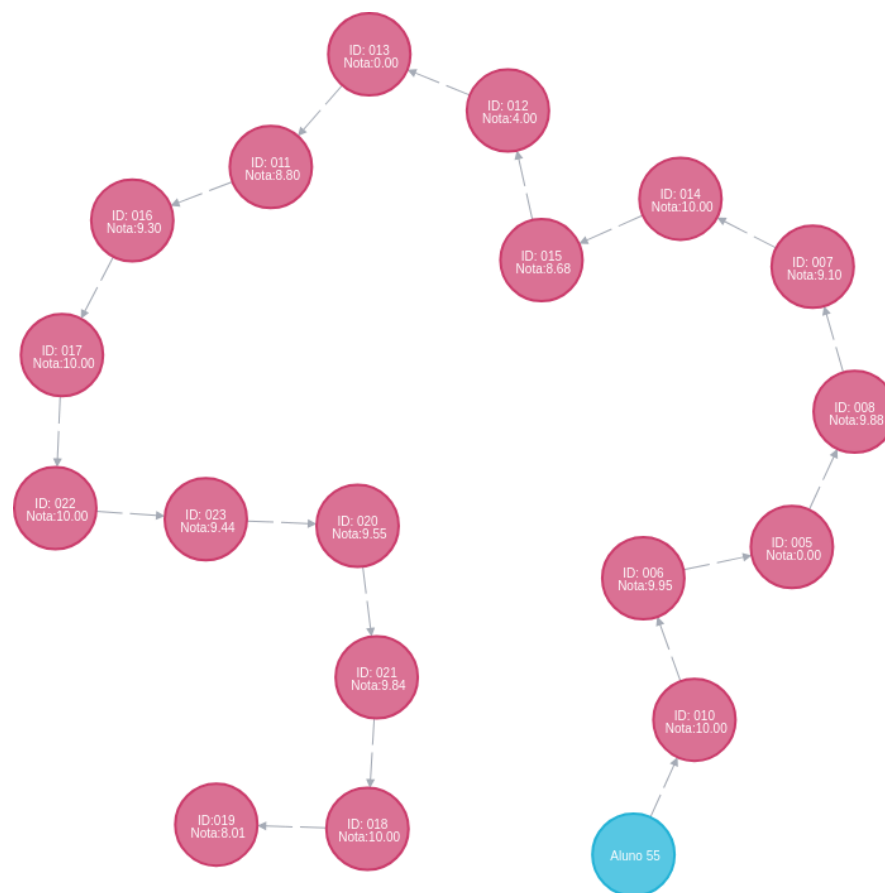 ID: 013
Nota:0.00
ID: 012
Nota:4.00
ID: 011
Nota:8.80
ID: 014
Nota:10.00
ID: 016
Nota:9.30
ID: 015
Nota:8.68
ID: 007
Nota:9.10
ID: 017
Nota:10.00
ID: 008
Nota:9.88
ID: 022
Nota:10.00
ID: 023
Nota:9.44
ID: 020
Nota:9.55
ID: 005
Nota:0.00
ID: 006
Nota:9.95
ID: 021
Nota:9.84
ID: 010
Nota:10.00
ID:019
Nota:8.01
ID: 018
Nota:10.00
Aluno 55